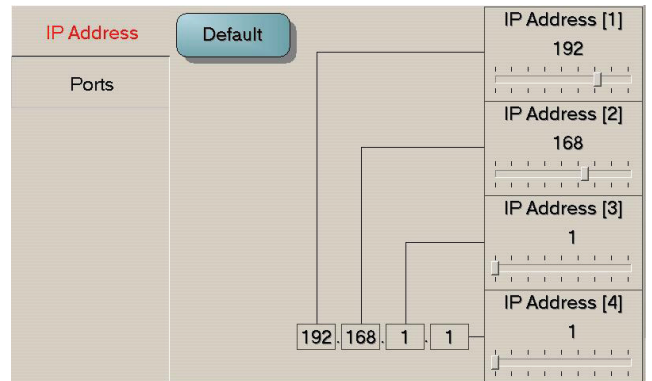 IP Address
Default
Ports
IP Address [1]
192
IP Address [2]
168
IP Address [3]
1
IP Address [4]
1
192.168.1.1